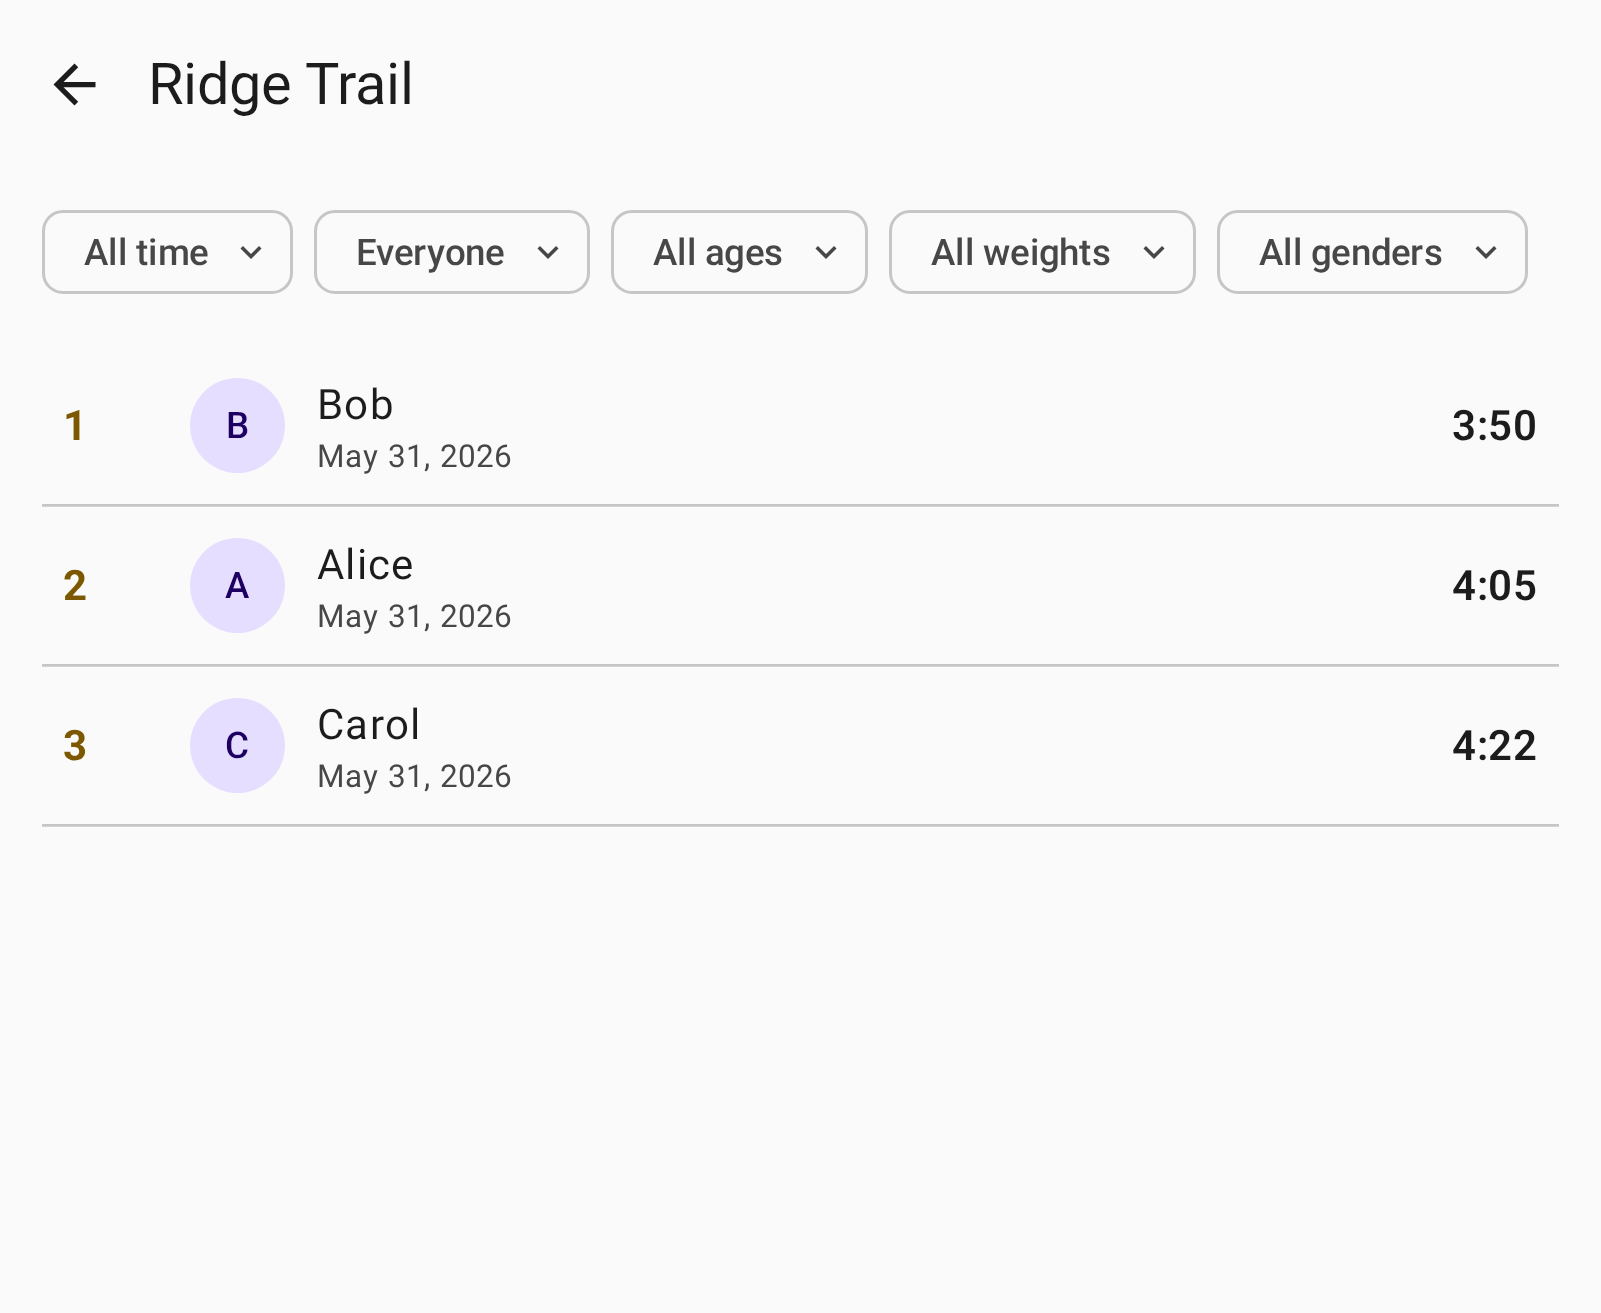 Ridge Trail
All time Everyone All ages All weights All genders
1 B Bob 3:50
May 31, 2026
2 A Alice 4:05
May 31, 2026
3 C Carol 4:22
May 31, 2026